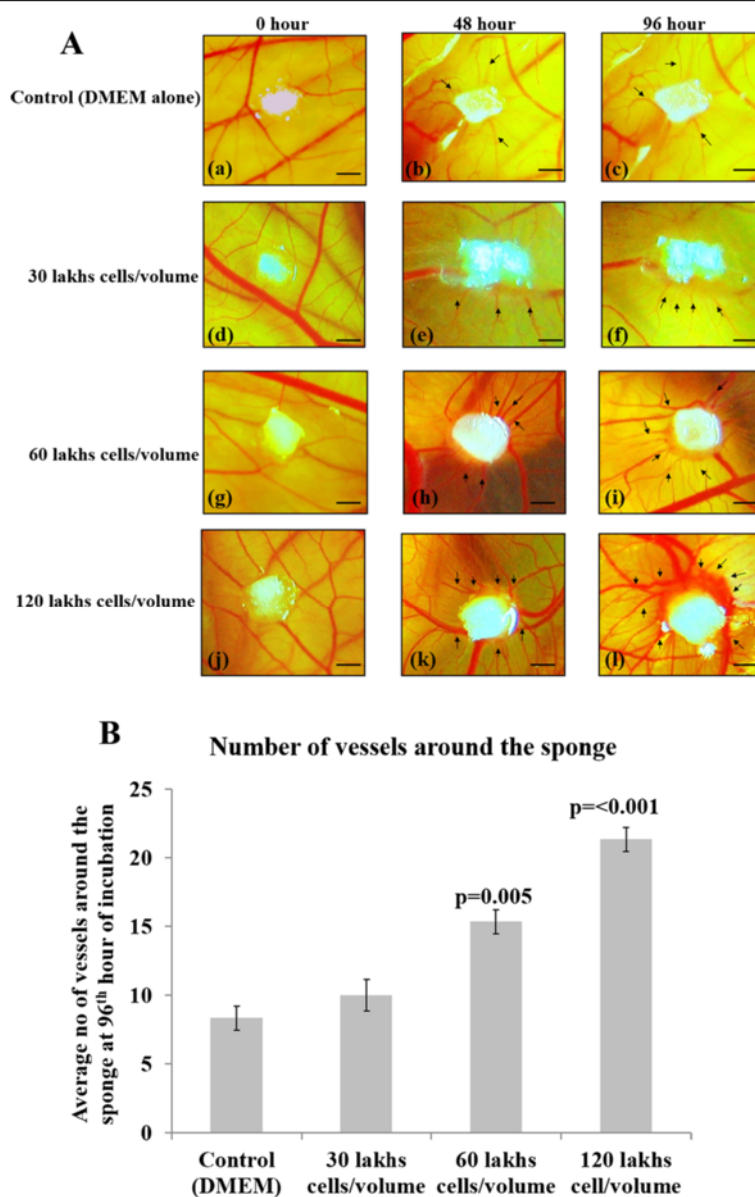 A
0 hour
48 hour
96 hour
Control (DMEM alone)
(a)
(b)
(c)
30 lakhs cells/volume
(d)
(e)
(f)
60 lakhs cells/volume
(g)
(h)
(i)
120 lakhs cells/volume
(j)
(k)
(l)
B
Number of vessels around the sponge
Average no of vessels around the
sponge at 96th hour of incubation
25
20
15
10
5
0
p=0.005
p=<0.001
Control
(DMEM)
30 lakhs
cells/volume
60 lakhs
cells/volume
120 lakhs
cell/volume